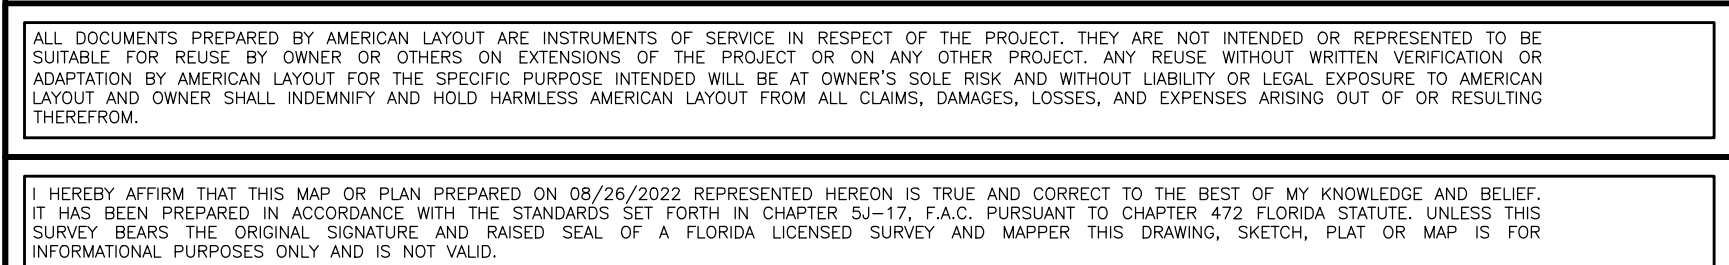 ALL DOCUMENTS PREPARED BY AMERICAN LAYOUT ARE INSTRUMENTS OF SERVICE IN RESPECT OF THE PROJECT. THEY ARE NOT INTENDED OR REPRESENTED TO BE
SUITABLE FOR REUSE BY OWNER OR OTHERS ON EXTENSIONS OF THE PROJECT OR ON ANY OTHER PROJECT. ANY REUSE WITHOUT WRITTEN VERIFICATION OR
ADAPTATION BY AMERICAN LAYOUT FOR THE SPECIFIC PURPOSE INTENDED WILL BE AT OWNER'S SOLE RISK AND WITHOUT LIABILITY OR LEGAL EXPOSURE TO AMERICAN
LAYOUT AND OWNER SHALL INDEMNIFY AND HOLD HARMLESS AMERICAN LAYOUT FROM ALL CLAIMS, DAMAGES, LOSSES, AND EXPENSES ARISING OUT OF OR RESULTING
THEREFROM.
I HEREBY AFFIRM THAT THIS MAP OR PLAN PREPARED ON 08/26/2022 REPRESENTED HEREON IS TRUE AND CORRECT TO THE BEST OF MY KNOWLEDGE AND BELIEF.
IT HAS BEEN PREPARED IN ACCORDANCE WITH THE STANDARDS SET FORTH IN CHAPTER 5J-17, F.A.C. PURSUANT TO CHAPTER 472 FLORIDA STATUTE. UNLESS THIS
SURVEY BEARS THE ORIGINAL SIGNATURE AND RAISED SEAL OF A FLORIDA LICENSED SURVEY AND MAPPER THIS DRAWING, SKETCH, PLAT OR MAP IS FOR
INFORMATIONAL PURPOSES ONLY AND IS NOT VALID.